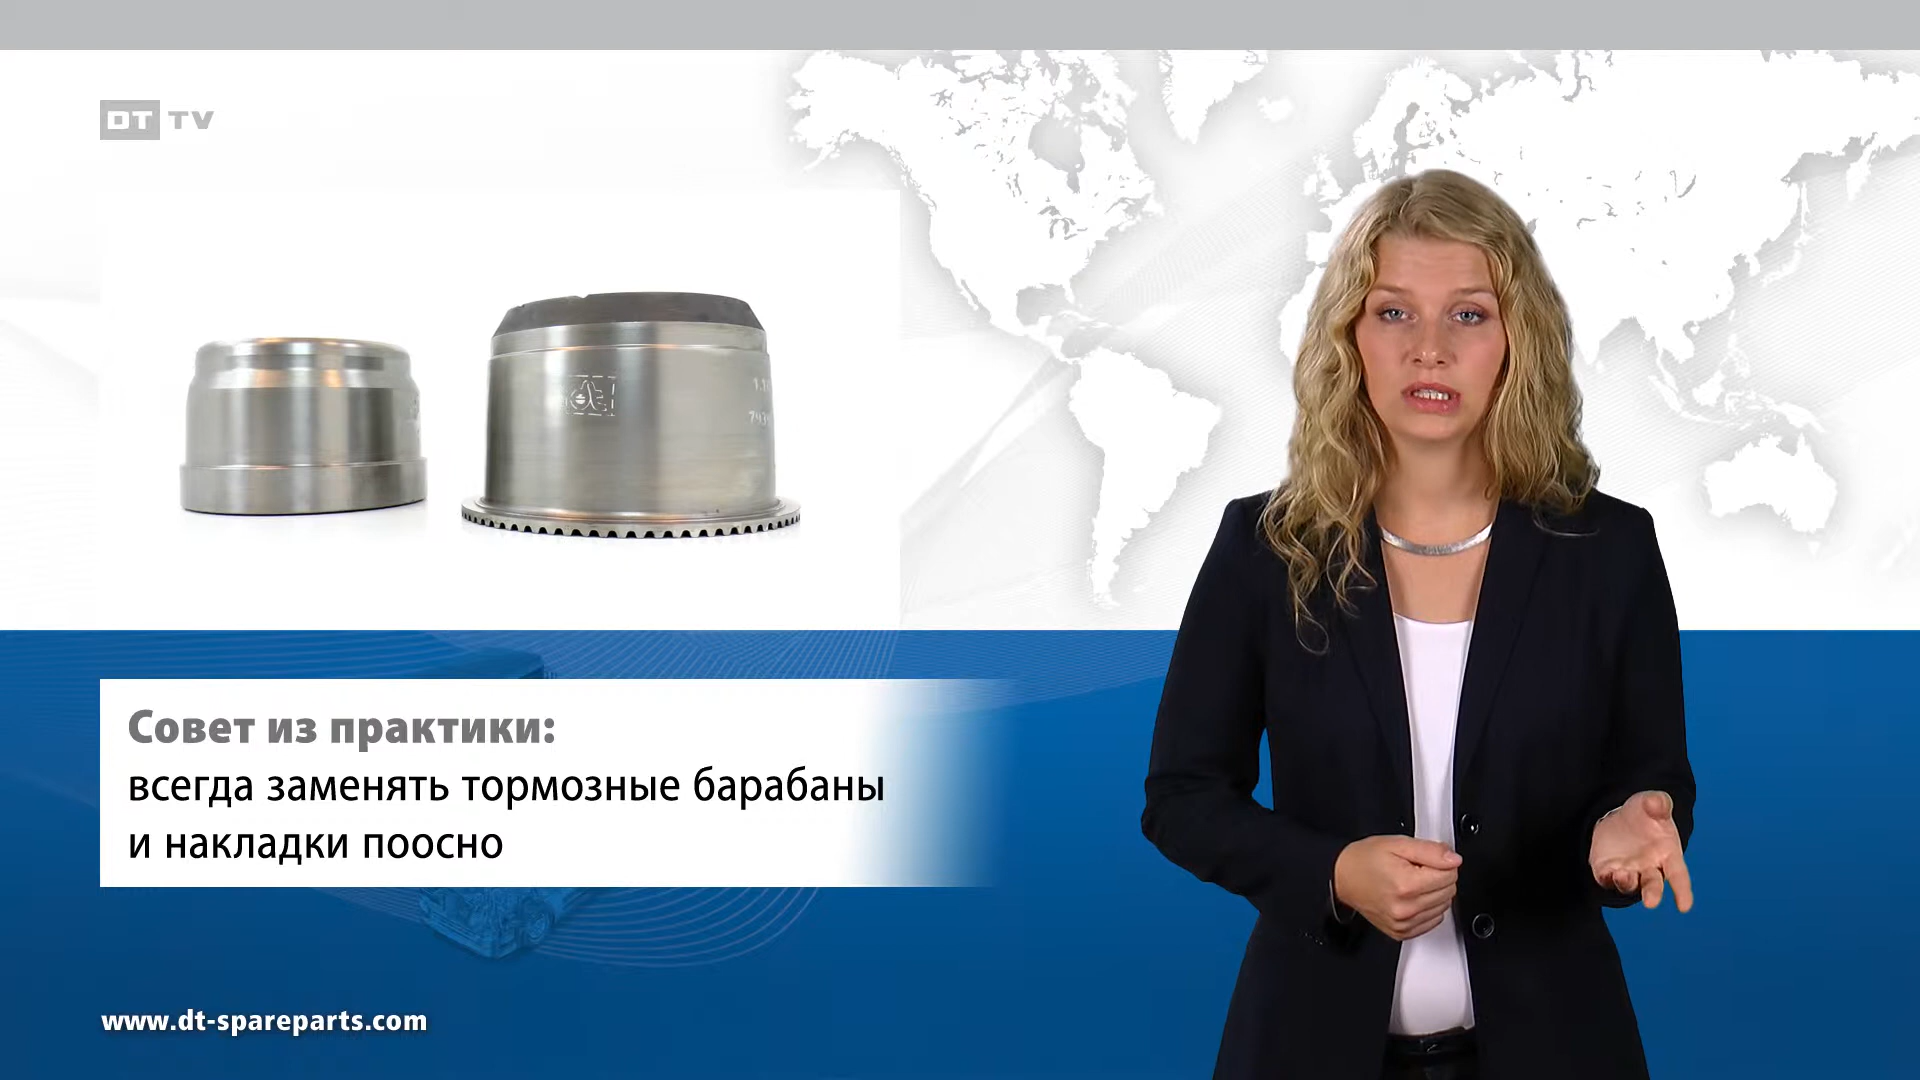 DT TV
Совет из практики:
всегда заменять тормозные барабаны
и накладки поосно
www.dt-spareparts.com